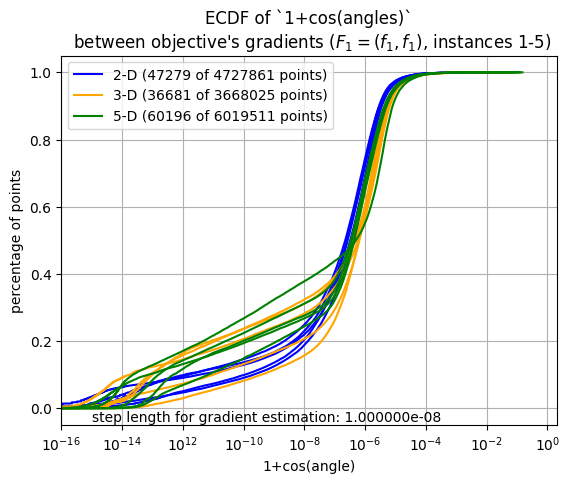 ECDF of `1+cos(angles)`
between objective's gradients (F₁ = (f₁, f₁), instances 1-5)
2-D (47279 of 4727861 points)
3-D (36681 of 3668025 points)
5-D (60196 of 6019511 points)
percentage of points
1.0
0.8
0.6
0.4
0.2
0.0
step length for gradient estimation: 1.000000e-08
10⁻¹⁶ 10⁻¹⁴ 10⁻¹² 10⁻¹⁰ 10⁻⁸ 10⁻⁶ 10⁻⁴ 10⁻² 10⁰
1+cos(angle)